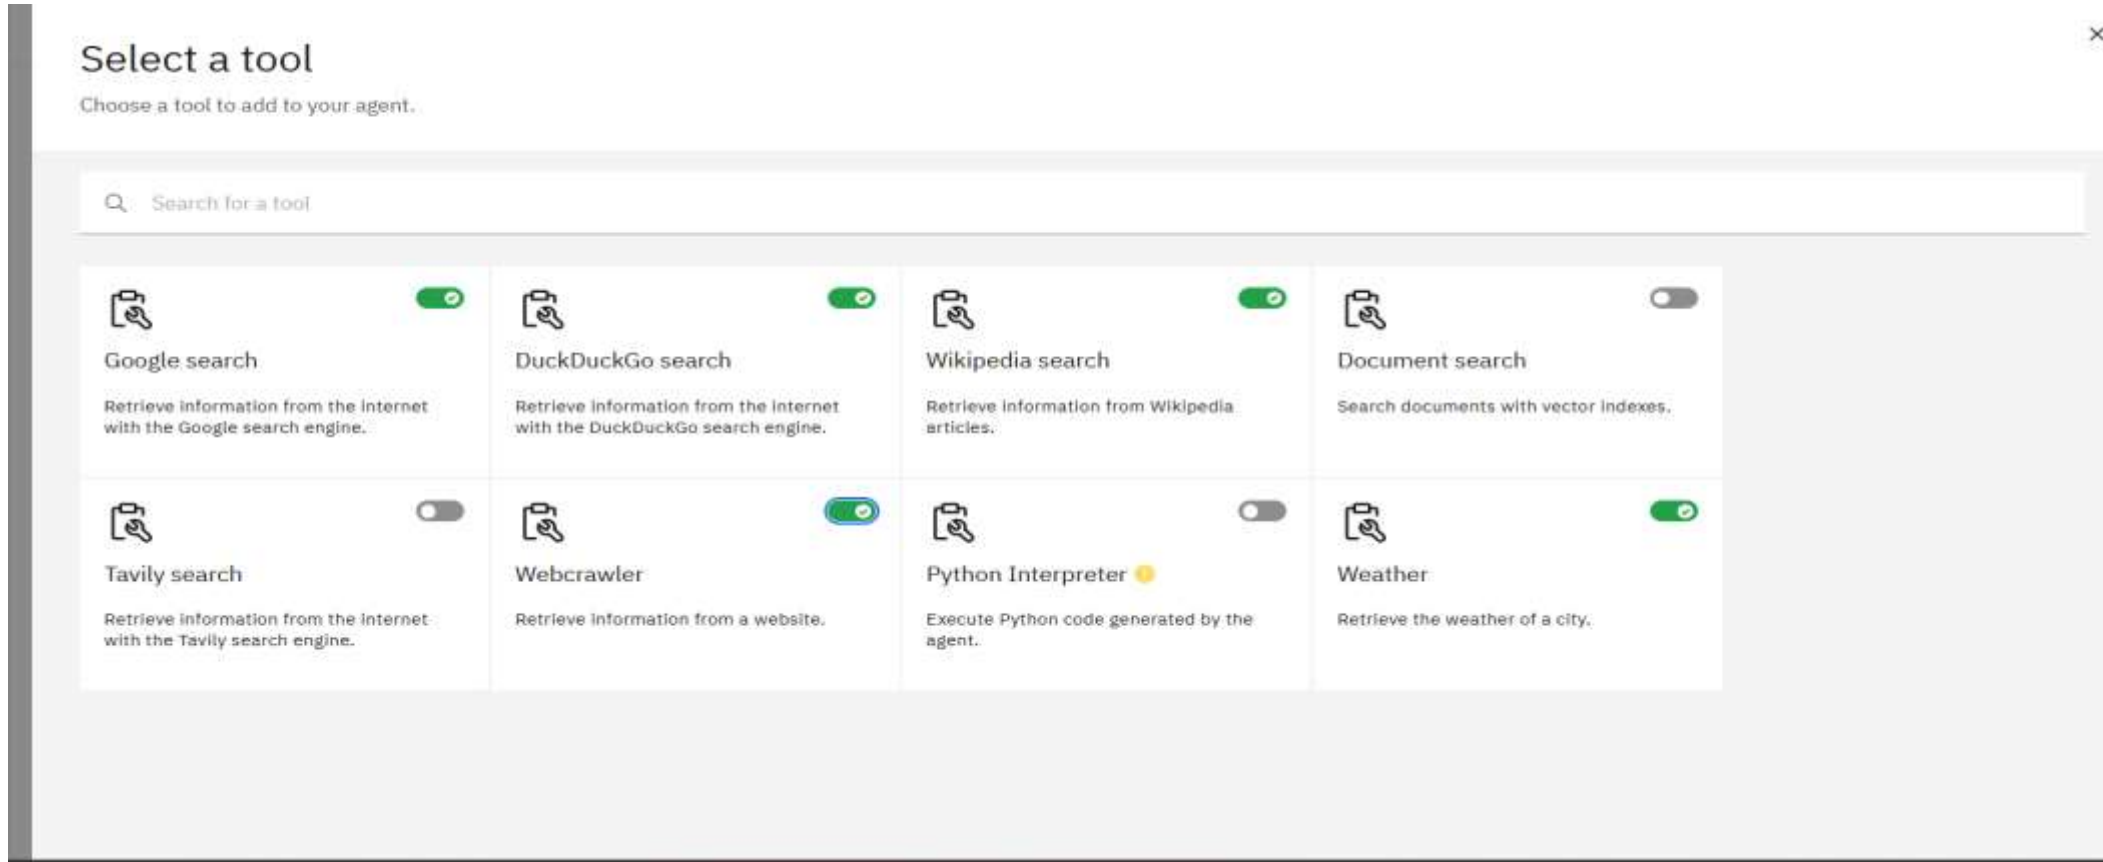 Select a tool
Choose a tool to add to your agent.
Search for a tool
Google search
Retrieve information from the internet
with the Google search engine.
DuckDuckGo search
Retrieve information from the internet
with the DuckDuckGo search engine.
Wikipedia search
Retrieve information from Wikipedia
articles.
Document search
Search documents with vector indexes.
Tavily search
Retrieve information from the internet
with the Tavily search engine.
Webcrawler
Retrieve information from a website.
Python Interpreter
Execute Python code generated by the
agent.
Weather
Retrieve the weather of a city.